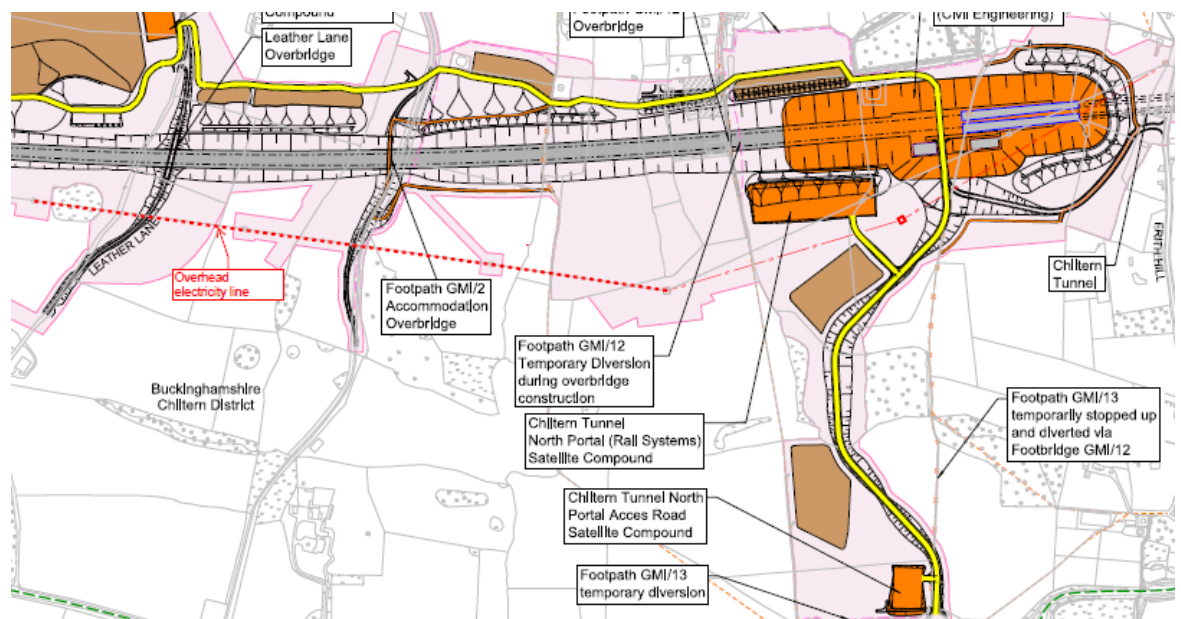 Compound
Leather Lane
Overbridge
Overbridge
(Civil Engineering)
LEATHER LANE
Overhead
electricity line
Footpath GMI/2
Accommodation
Overbridge
FRITH HILL
Chiltern
Tunnel
Footpath GMI/12
Temporary Diversion
during overbridge
construction
Buckinghamshire
Chiltern District
Chiltern Tunnel
North Portal (Rail Systems)
Satellite Compound
Footpath GMI/13
temporarily stopped up
and diverted via
Footbridge GMI/12
Chiltern Tunnel North
Portal Acces Road
Satellite Compound
Footpath GMI/13
temporary diversion